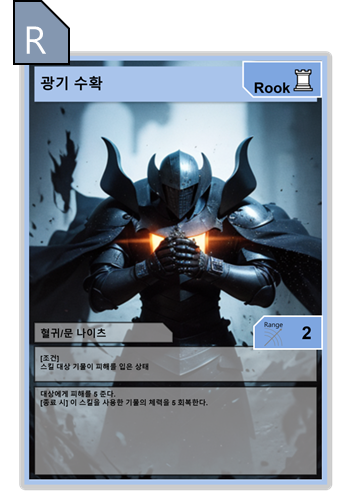 R
광기 수확
Rook
혈귀/문 나이츠
Range
2
[조건]
스킬 대상 기물이 피해를 입은 상태
대상에게 피해를 5 준다.
[종료 시] 이 스킬을 사용한 기물의 체력을 5 회복한다.